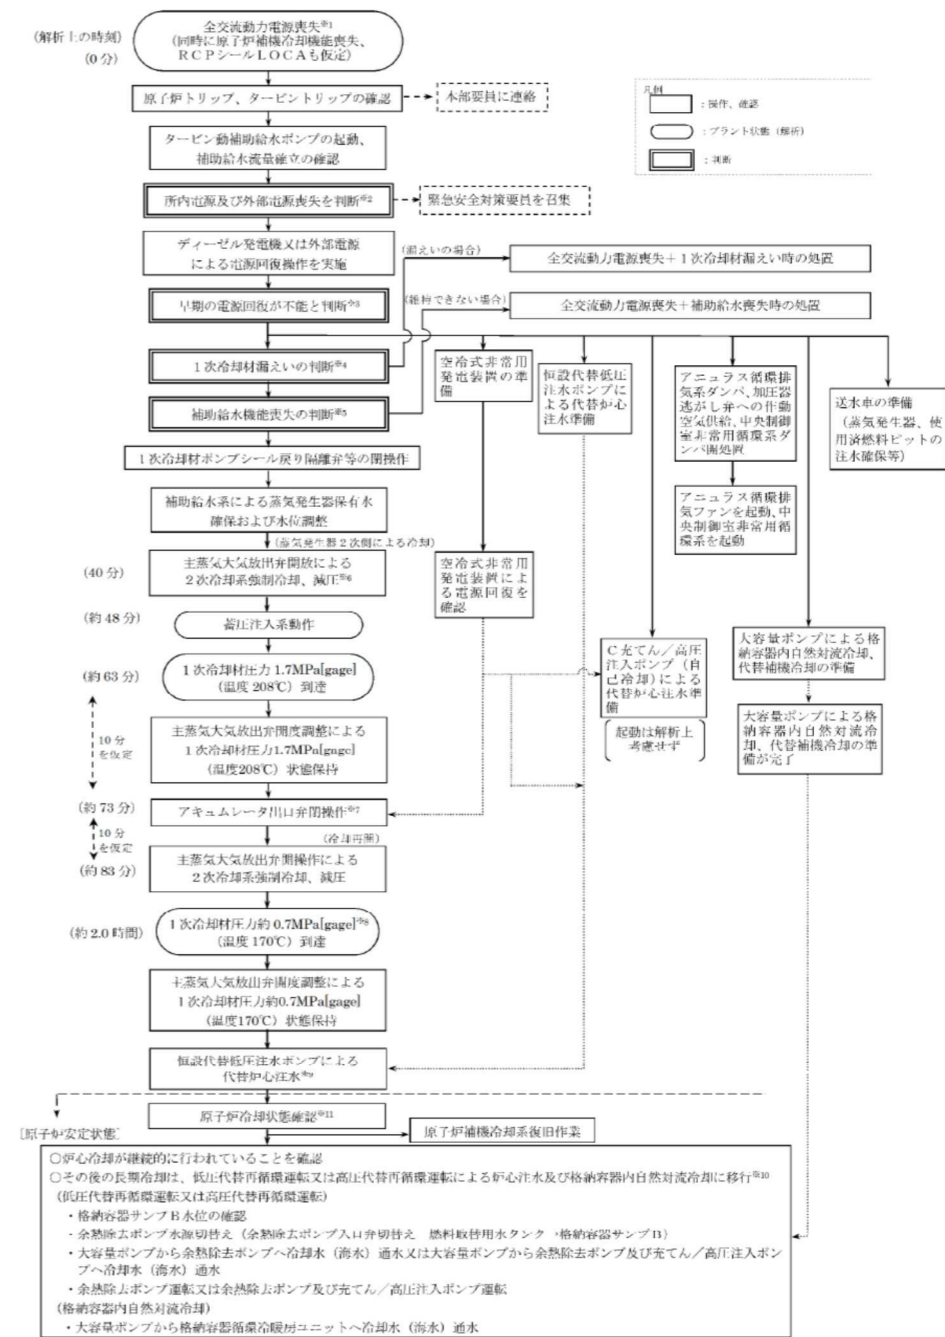 (解析上の時刻)
(0 分)
全交流動力電源喪失※1
(同時に原子炉補機冷却機能喪失、
RCPシールLOCAも仮定)
原子炉トリップ、タービントリップの確認
本部要員に連絡
凡例
：操作、確認
：プラント状態（解析）
：判断
タービン動補助給水ポンプの起動、
補助給水流量確立の確認
所内電源及び外部電源喪失を判断※2
緊急安全対策要員を召集
ディーゼル発電機又は外部電源
による電源回復操作を実施
(漏えいの場合)
全交流動力電源喪失＋1次冷却材漏えい時の処置
早期の電源回復が不能と判断※3
(維持できない場合)
全交流動力電源喪失＋補助給水喪失時の処置
1次冷却材漏えいの判断※4
補助給水機能喪失の判断※5
空冷式非常用
発電装置の準
備
恒設代替低圧
注水ポンプに
よる代替炉心
注水準備
アニュラス循環排
気系ダンパ、加圧器
逃がし弁への作動
空気供給、中央制御
室非常用循環系ダ
ンパ開処置
送水車の準備
(蒸気発生器、使
用済燃料ピットの
注水確保等)
1次冷却材ポンプシール戻り隔離弁等の閉操作
補助給水系による蒸気発生器保有水
確保および水位調整
アニュラス循環排
気ファンを起動、中
央制御室非常用循
環系を起動
(蒸気発生器2次側による冷却)
(40 分)
主蒸気大気放出弁開放による
2次冷却系強制冷却、減圧※6
空冷式非常用
発電装置によ
る電源回復を
確認
(約 48 分)
蓄圧注入系動作
(約 63 分)
1次冷却材圧力 1.7MPa[gage]
(温度 208℃) 到達
C充てん／高圧
注入ポンプ（自
己冷却）による
代替炉心注水準
備
起動は解析上
考慮せず
大容量ポンプによる格
納容器内自然対流冷却、
代替補機冷却の準備
10分
を仮定
主蒸気大気放出弁開度調整による
1次冷却材圧力1.7MPa[gage]
(温度208℃) 状態保持
大容量ポンプによる格
納容器内自然対流冷
却、代替補機冷却の準
備が完了
(約 73 分)
アキュムレータ出口弁閉操作※7
10分
を仮定
(冷却再開)
(約 83 分)
主蒸気大気放出弁開操作による
2次冷却系強制冷却、減圧
(約 2.0 時間)
1次冷却材圧力約 0.7MPa[gage]※8
(温度 170℃) 到達
主蒸気大気放出弁開度調整による
1次冷却材圧力約0.7MPa[gage]
(温度170℃) 状態保持
恒設代替低圧注水ポンプによる
代替炉心注水※9
原子炉冷却状態確認※11
[原子炉安定状態]
原子炉補機冷却系復旧作業
○炉心冷却が継続的に行われていることを確認
○その後の長期冷却は、低圧代替再循環運転又は高圧代替再循環運転による炉心注水及び格納容器内自然対流冷却に移行※10
(低圧代替再循環運転又は高圧代替再循環運転)
・格納容器サンプB水位の確認
・余熱除去ポンプ水源切替え（余熱除去ポンプ入口弁切替え 燃料取替用水タンク→格納容器サンプB）
・大容量ポンプから余熱除去ポンプへ冷却水（海水）通水又は大容量ポンプから余熱除去ポンプ及び充てん／高圧注入ポン
プへ冷却水（海水）通水
・余熱除去ポンプ運転又は余熱除去ポンプ及び充てん／高圧注入ポンプ運転
(格納容器内自然対流冷却)
・大容量ポンプから格納容器循環冷暖房ユニットへ冷却水（海水）通水